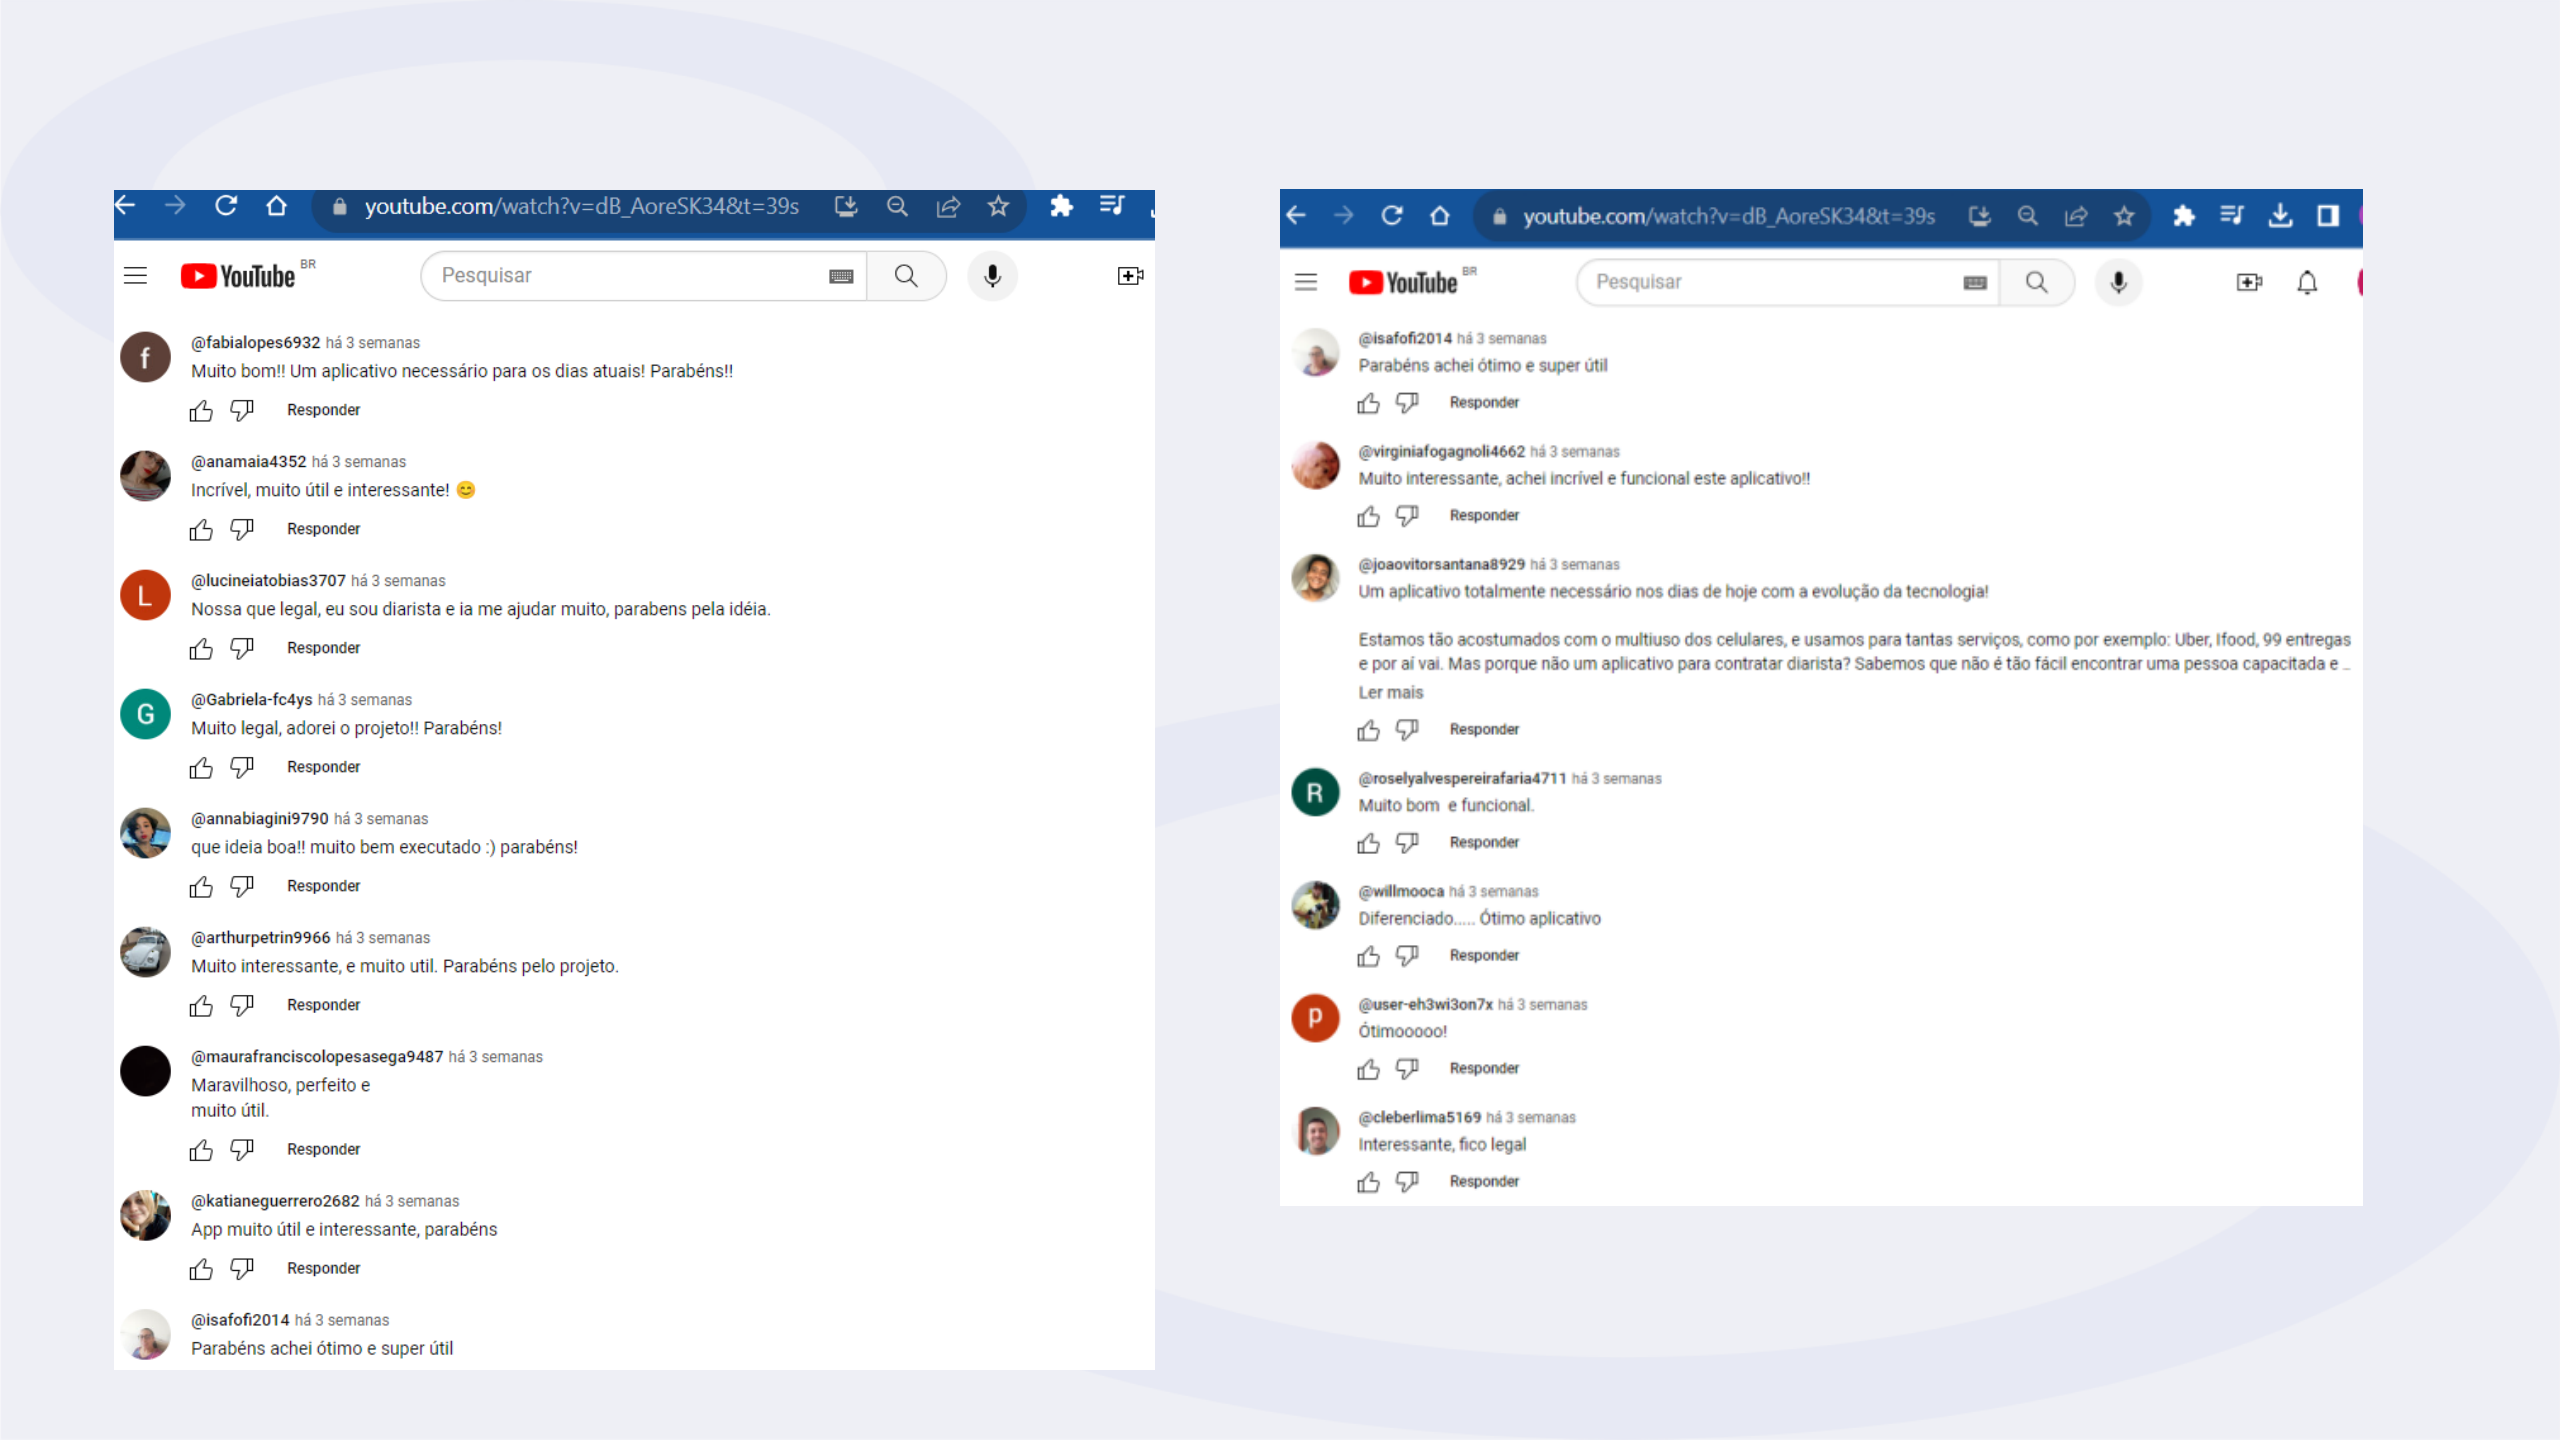 youtube.com/watch?v=dB_AoreSK34&t=39s
YouTube BR
Pesquisar
f
@fabialopes6932 há 3 semanas
Muito bom!! Um aplicativo necessário para os dias atuais! Parabéns!!
Responder
@anamaia4352 há 3 semanas
Incrível, muito útil e interessante! 😊
Responder
L
@lucineiatobias3707 há 3 semanas
Nossa que legal, eu sou diarista e ia me ajudar muito, parabens pela idéia.
Responder
G
@Gabriela-fc4ys há 3 semanas
Muito legal, adorei o projeto!! Parabéns!
Responder
@annabiagini9790 há 3 semanas
que ideia boa!! muito bem executado :) parabéns!
Responder
@arthurpetrin9966 há 3 semanas
Muito interessante, e muito util. Parabéns pelo projeto.
Responder
@maurafranciscolopesasega9487 há 3 semanas
Maravilhoso, perfeito e
muito útil.
Responder
@katianeguerrero2682 há 3 semanas
App muito útil e interessante, parabéns
Responder
@isafofi2014 há 3 semanas
Parabéns achei ótimo e super útil
youtube.com/watch?v=dB_AoreSK34&t=39s
YouTube BR
Pesquisar
@isafofi2014 há 3 semanas
Parabéns achei ótimo e super útil
Responder
@virginiafogagnoli4662 há 3 semanas
Muito interessante, achei incrível e funcional este aplicativo!!
Responder
@joaovitorsantana8929 há 3 semanas
Um aplicativo totalmente necessário nos dias de hoje com a evolução da tecnologia!
Estamos tão acostumados com o multiuso dos celulares, e usamos para tantas serviços, como por exemplo: Uber, Ifood, 99 entregas
e por aí vai. Mas porque não um aplicativo para contratar diarista? Sabemos que não é tão fácil encontrar uma pessoa capacitada e ...
Ler mais
Responder
R
@roselyalvespereirafaria4711 há 3 semanas
Muito bom  e funcional.
Responder
@willmooca há 3 semanas
Diferenciado..... Ótimo aplicativo
Responder
P
@user-eh3wi3on7x há 3 semanas
Ótimooooo!
Responder
@cleberlima5169 há 3 semanas
Interessante, fico legal
Responder